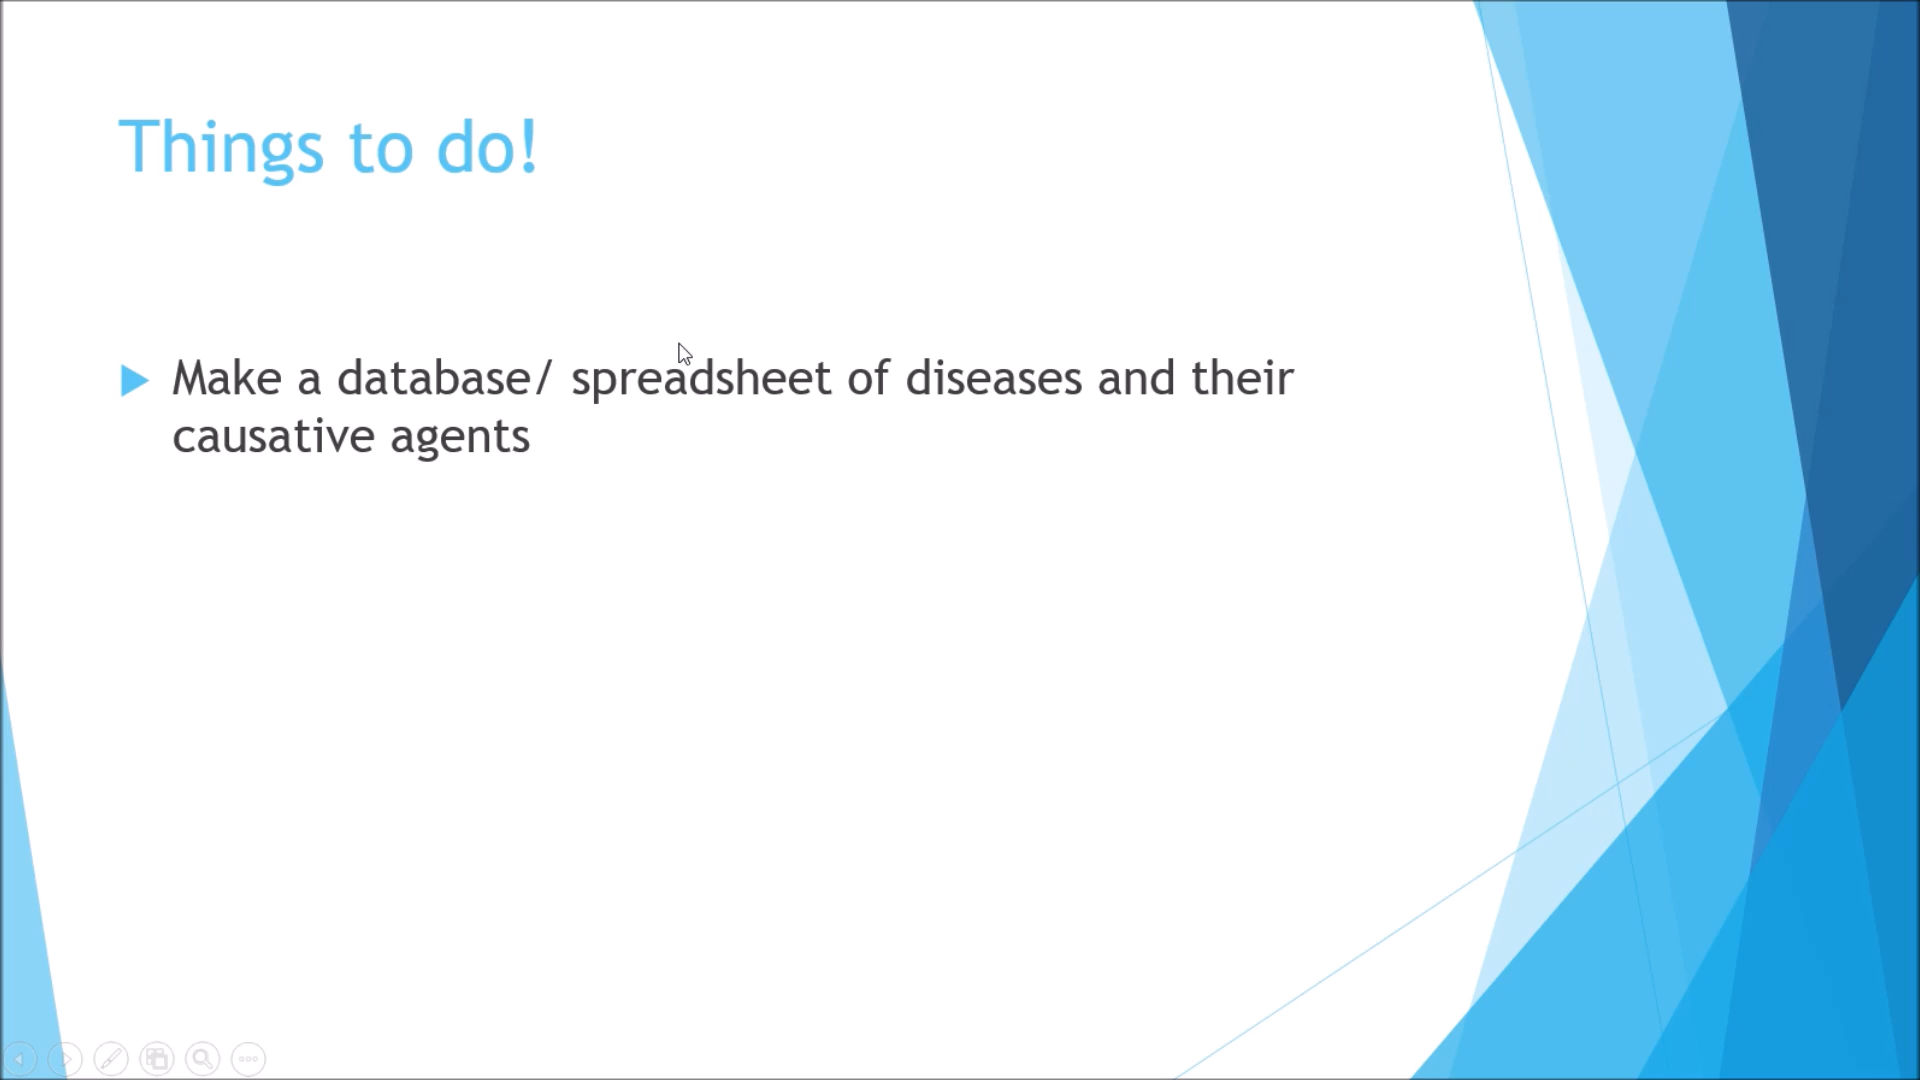 Things to do!
Make a database/ spreadsheet of diseases and their
causative agents